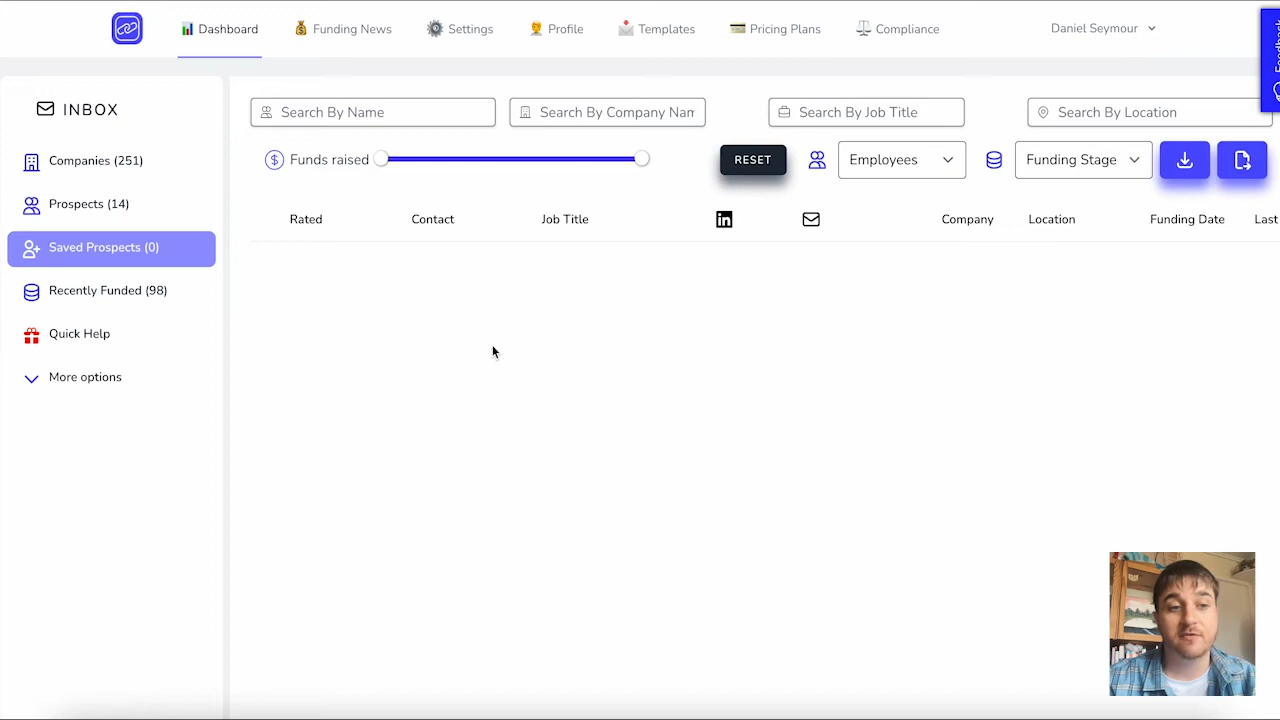 Dashboard
Funding News
Settings
Profile
Templates
Pricing Plans
Compliance
Daniel Seymour
INBOX
Companies (251)
Prospects (14)
Saved Prospects (0)
Recently Funded (98)
Quick Help
More options
Search By Name
Search By Company Nam
Search By Job Title
Search By Location
Funds raised
RESET
Employees
Funding Stage
Rated
Contact
Job Title
Company
Location
Funding Date
Last